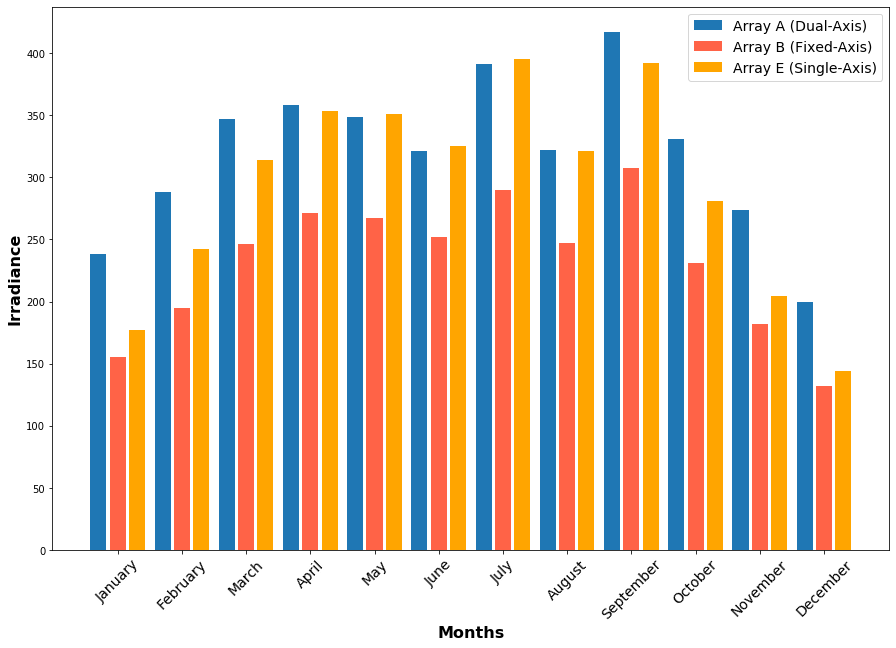 Array A (Dual-Axis)
Array B (Fixed-Axis)
Array E (Single-Axis)
Irradiance
400
350
300
250
200
150
100
50
0
January
February
March
April
May
June
July
August
September
October
November
December
Months